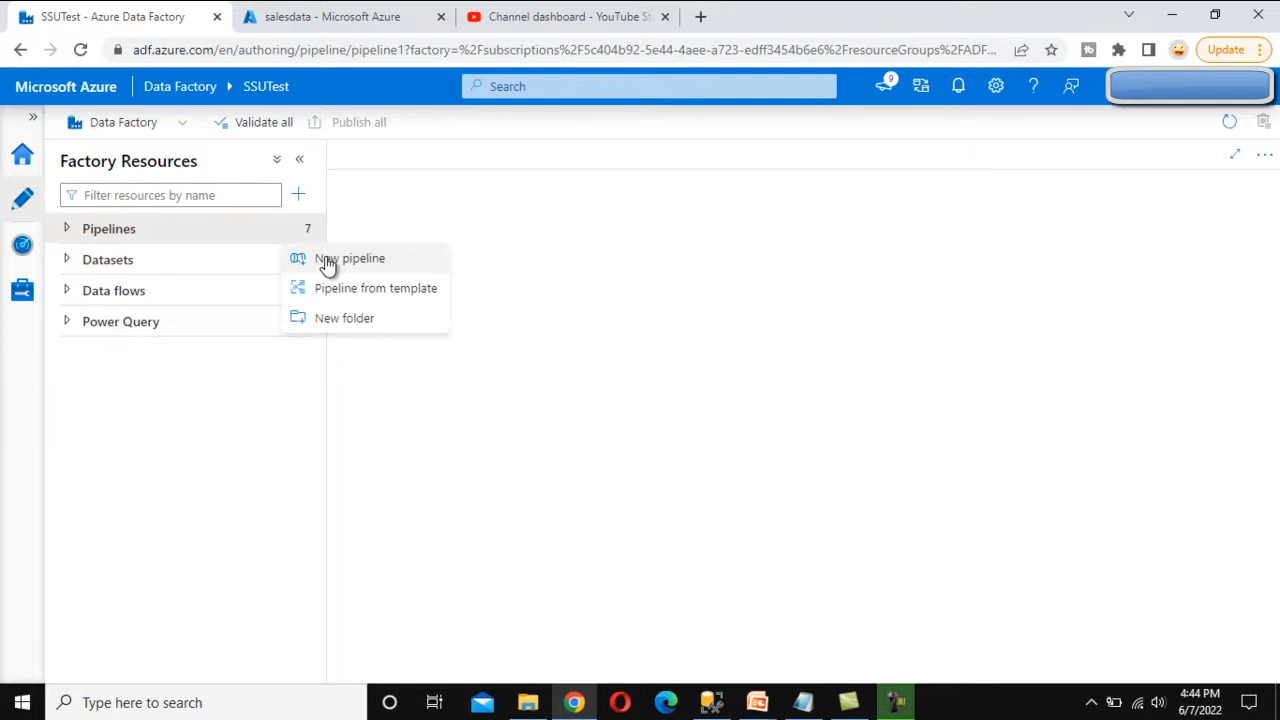 SSUTest - Azure Data Factory
salesdata - Microsoft Azure
Channel dashboard - YouTube St
adf.azure.com/en/authoring/pipeline/pipeline1?factory=%2Fsubscriptions%2F5c404b92-5e44-4aee-a723-edff3454b6e6%2FresourceGroups%2FADF...
Update
Microsoft Azure
Data Factory
SSUTest
Search
9
Data Factory
Validate all
Publish all
Factory Resources
Filter resources by name
Pipelines 7
Datasets
Data flows
Power Query
New pipeline
Pipeline from template
New folder
Type here to search
4:44 PM
6/7/2022